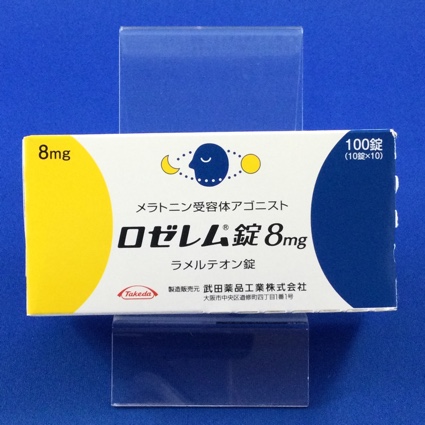 8mg
100錠
(10錠×10)
メラトニン受容体アゴニスト
ロゼレム®錠8mg
ラメルテオン錠
製造販売元 武田薬品工業株式会社
大阪市中央区道修町四丁目1番1号
Takeda